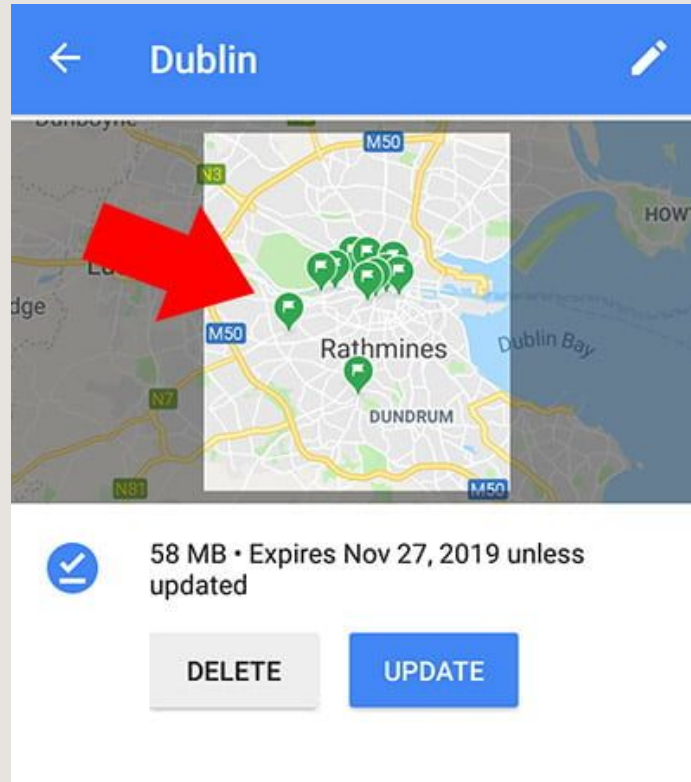 Dublin
M50
N3
HOW
dge
M50
Rathmines
Dublin Bay
N7
DUNDRUM
N81
M50
58 MB • Expires Nov 27, 2019 unless
updated
DELETE
UPDATE